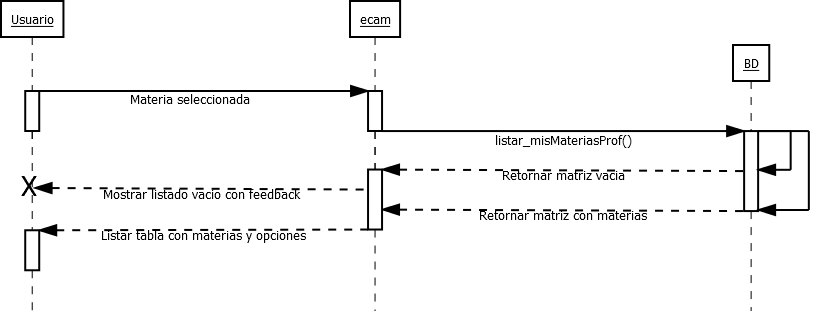 Usuario
ecam
BD
Materia seleccionada
listar_misMateriasProf()
Retornar matriz vacia
X
Mostrar listado vacio con feedback
Retornar matriz con materias
Listar tabla con materias y opciones